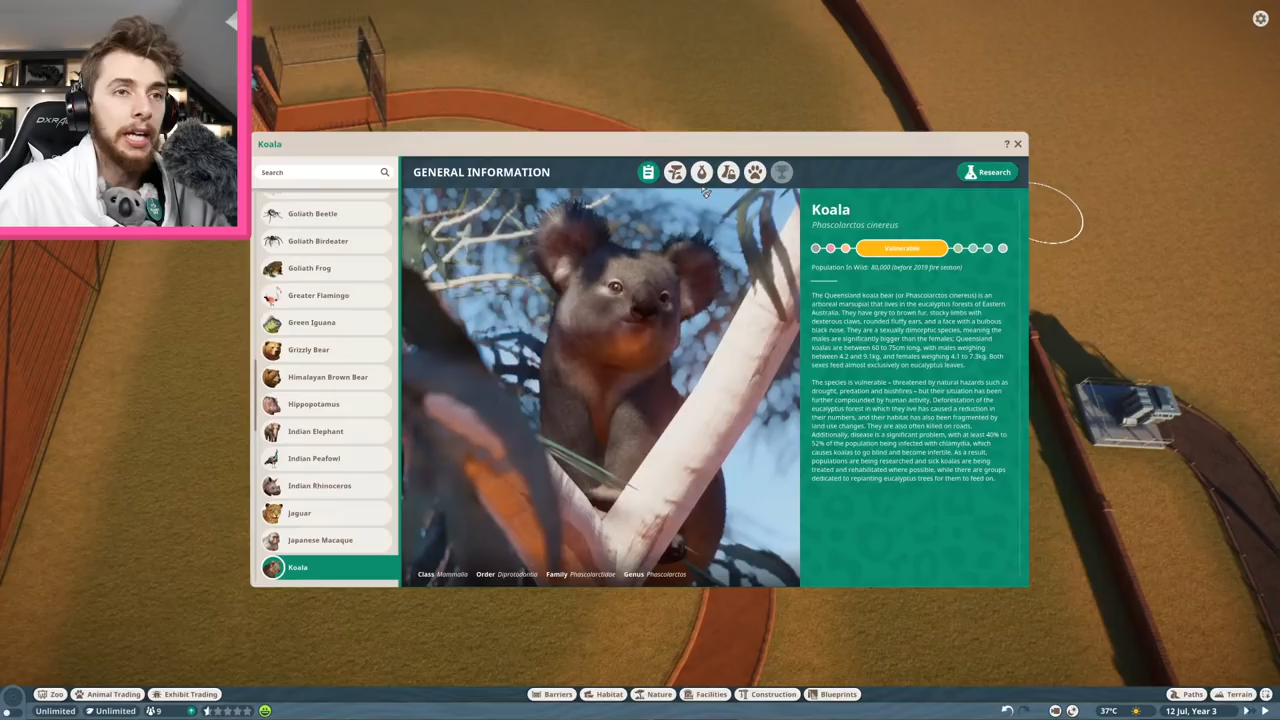 DXRA
Koala
?
Search
GENERAL INFORMATION
Research
Goliath Beetle
Goliath Birdeater
Goliath Frog
Greater Flamingo
Green Iguana
Grizzly Bear
Himalayan Brown Bear
Hippopotamus
Indian Elephant
Indian Peafowl
Indian Rhinoceros
Jaguar
Japanese Macaque
Koala
Class Mammalia Order Diprotodontia Family Phascolarctidae Genus Phascolarctos
Koala
Phascolarctos cinereus
Vulnerable
Population In Wild: 80,000 (before 2019 fire season)
The Queensland koala bear (or Phascolarctos cinereus) is an
arboreal marsupial that lives in the eucalyptus forests of Eastern
Australia. They have grey to brown fur, stocky limbs with
dexterous claws, rounded fluffy ears, and a face with a bulbous
black nose. They are a sexually dimorphic species, meaning the
males are significantly bigger than the females; Queensland
koalas are between 60 to 75cm long, with males weighing
between 4.2 and 9.1kg, and females weighing 4.1 to 7.3kg. Both
sexes feed almost exclusively on eucalyptus leaves.
The species is vulnerable – threatened by natural hazards such as
drought, predation and bushfires – but their situation has been
further compounded by human activity. Deforestation of the
eucalyptus forest in which they live has caused a reduction in
their numbers, and their habitat has also been fragmented by
land use changes. They are also often killed on roads.
Additionally, disease is a significant problem, with at least 40% to
52% of the population being infected with chlamydia, which
causes koalas to go blind and become infertile. As a result,
populations are being researched and sick koalas are being
treated and rehabilitated where possible, while there are groups
dedicated to replanting eucalyptus trees for them to feed on.
Zoo Animal Trading Exhibit Trading Barriers Habitat Nature Facilities Construction Blueprints Paths Terrain
Unlimited Unlimited 9 37°C 12 Jul, Year 3